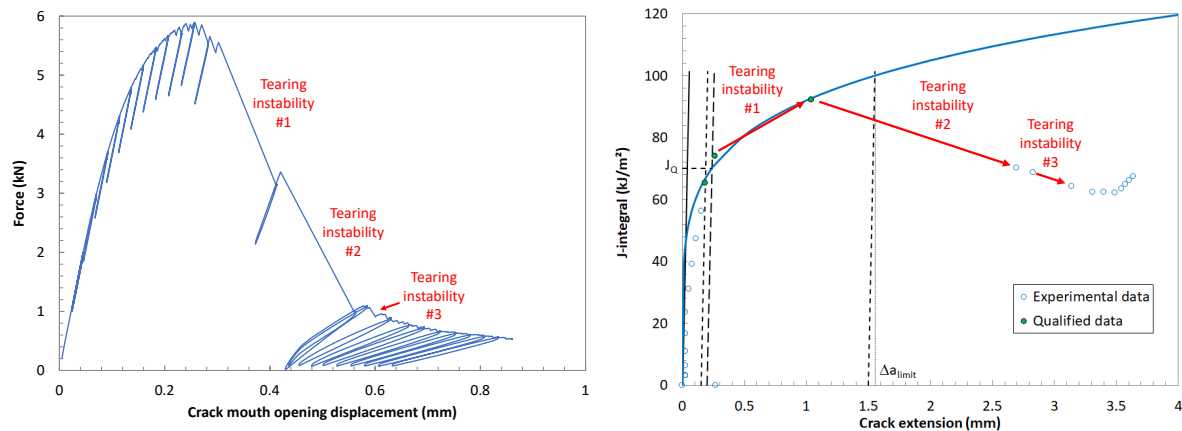 6
5
4
3
2
1
0
0
0.2
0.4
0.6
0.8
1
Force (kN)
Crack mouth opening displacement (mm)
Tearing
instability
#1
Tearing
instability
#2
Tearing
instability
#3
120
100
80
60
40
20
0
0
0.5
1
1.5
2
2.5
3
3.5
4
J-integral (kJ/m²)
Crack extension (mm)
J_Q
Tearing
instability
#1
Tearing
instability
#2
Tearing
instability
#3
Experimental data
Qualified data
Δa_limit